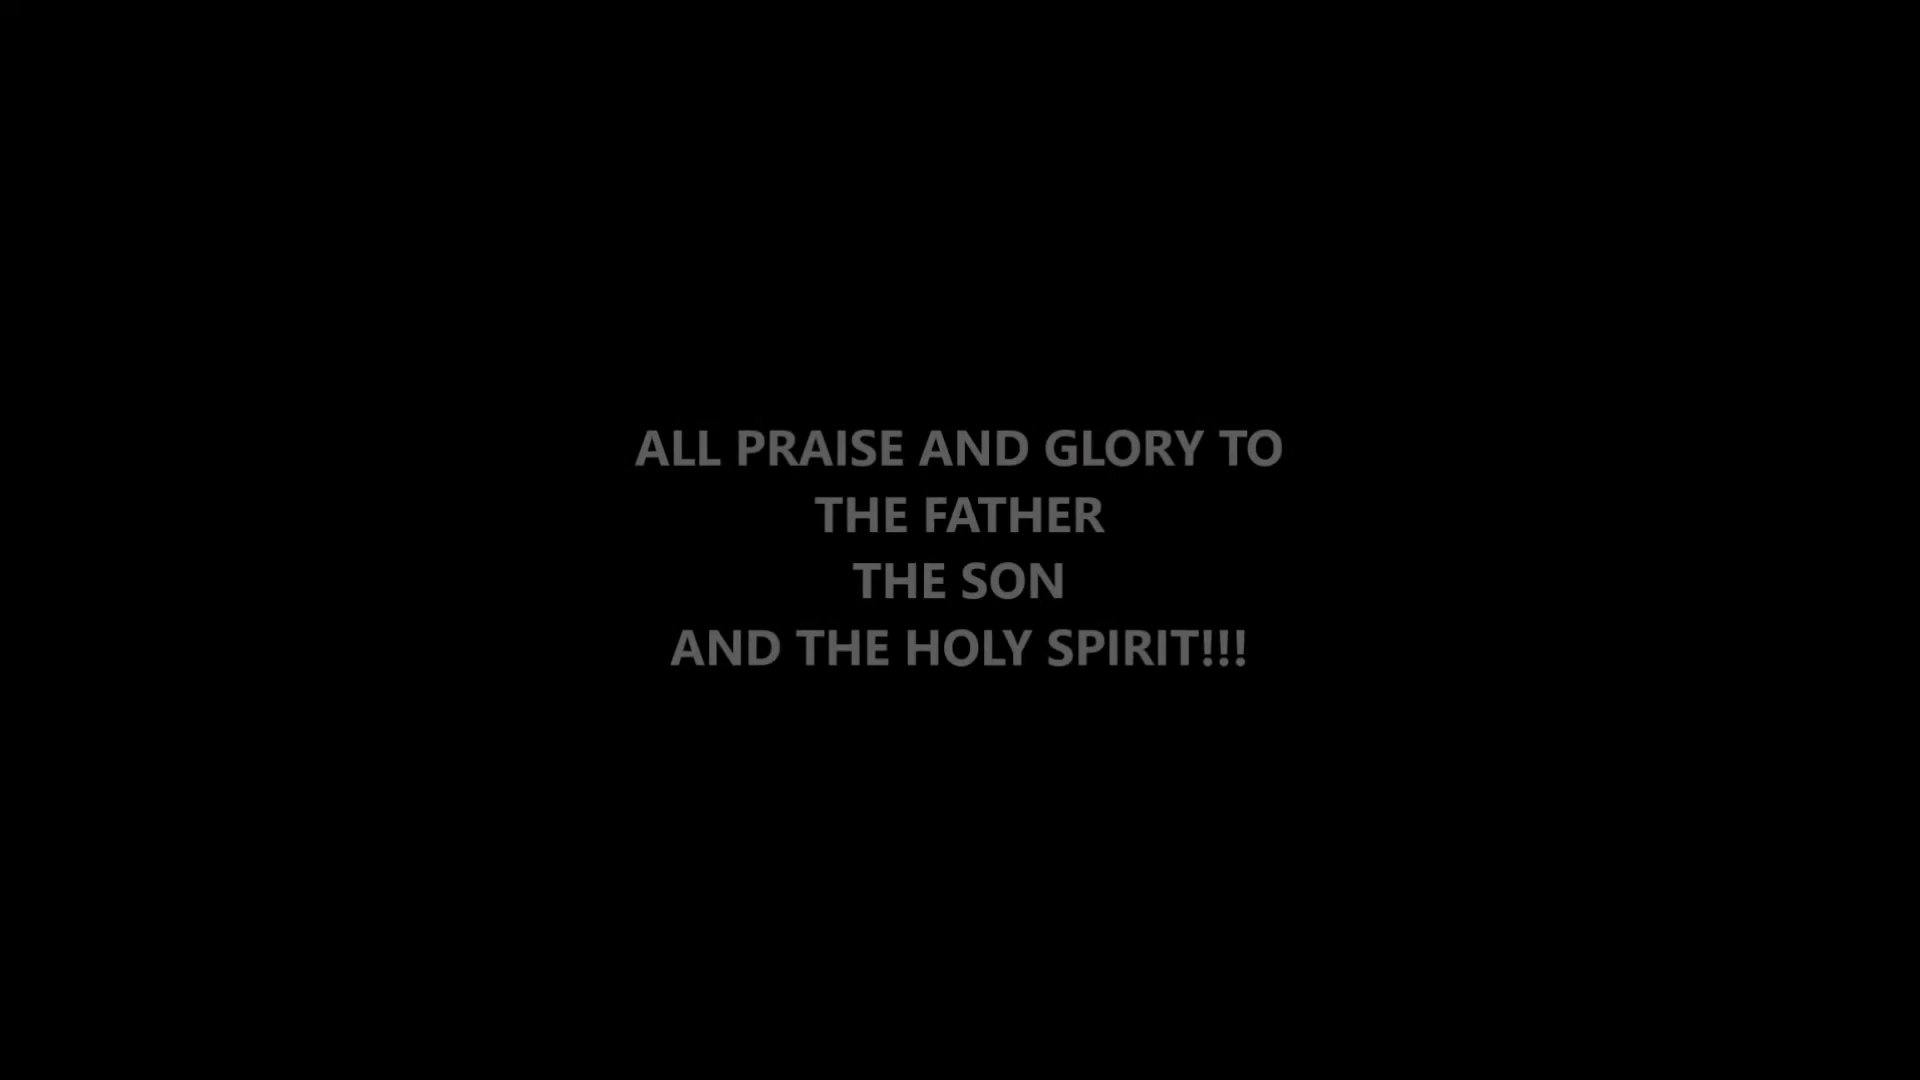 ALL PRAISE AND GLORY TO
THE FATHER
THE SON
AND THE HOLY SPIRIT!!!